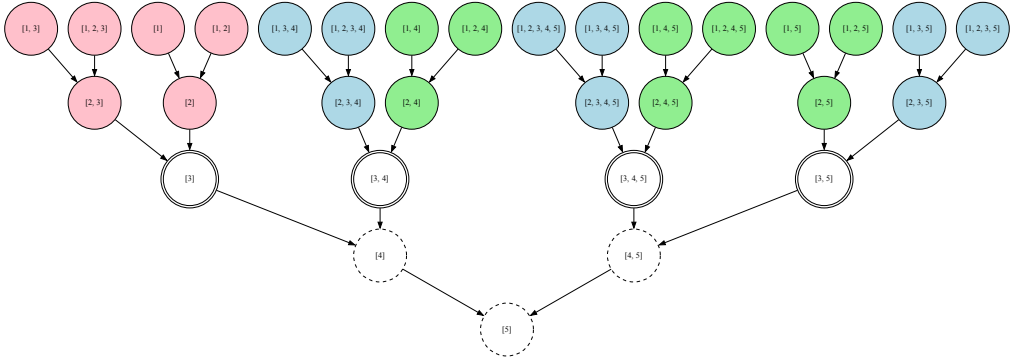 [1, 3] [1, 2, 3] [1] [1, 2] [1, 3, 4] [1, 2, 3, 4] [1, 4] [1, 2, 4] [1, 2, 3, 4, 5] [1, 3, 4, 5] [1, 4, 5] [1, 2, 4, 5] [1, 5] [1, 2, 5] [1, 3, 5] [1, 2, 3, 5]
[2, 3] [2] [2, 3, 4] [2, 4] [2, 3, 4, 5] [2, 4, 5] [2, 5] [2, 3, 5]
[3] [3, 4] [3, 4, 5] [3, 5]
[4] [4, 5]
[5]